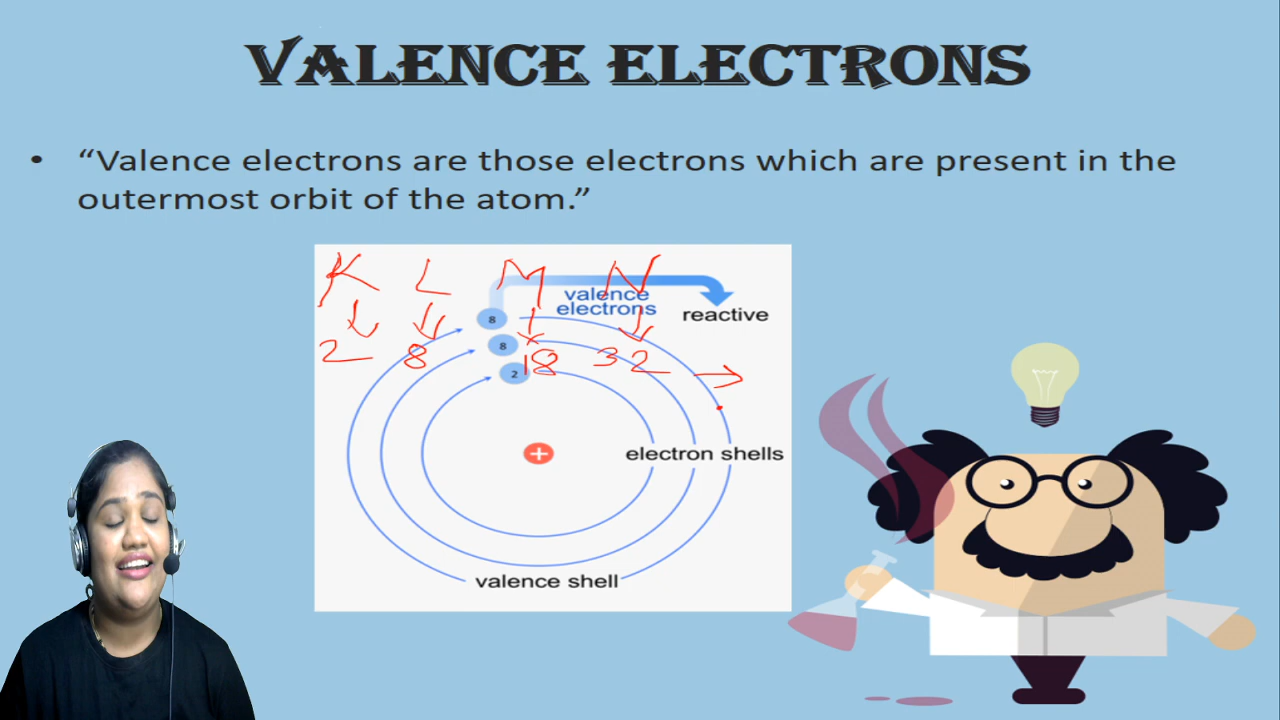 VALENCE ELECTRONS
• “Valence electrons are those electrons which are present in the
outermost orbit of the atom.”
K L M N
valence
electrons
reactive
8
8
2
2 8 18 32
+
electron shells
valence shell